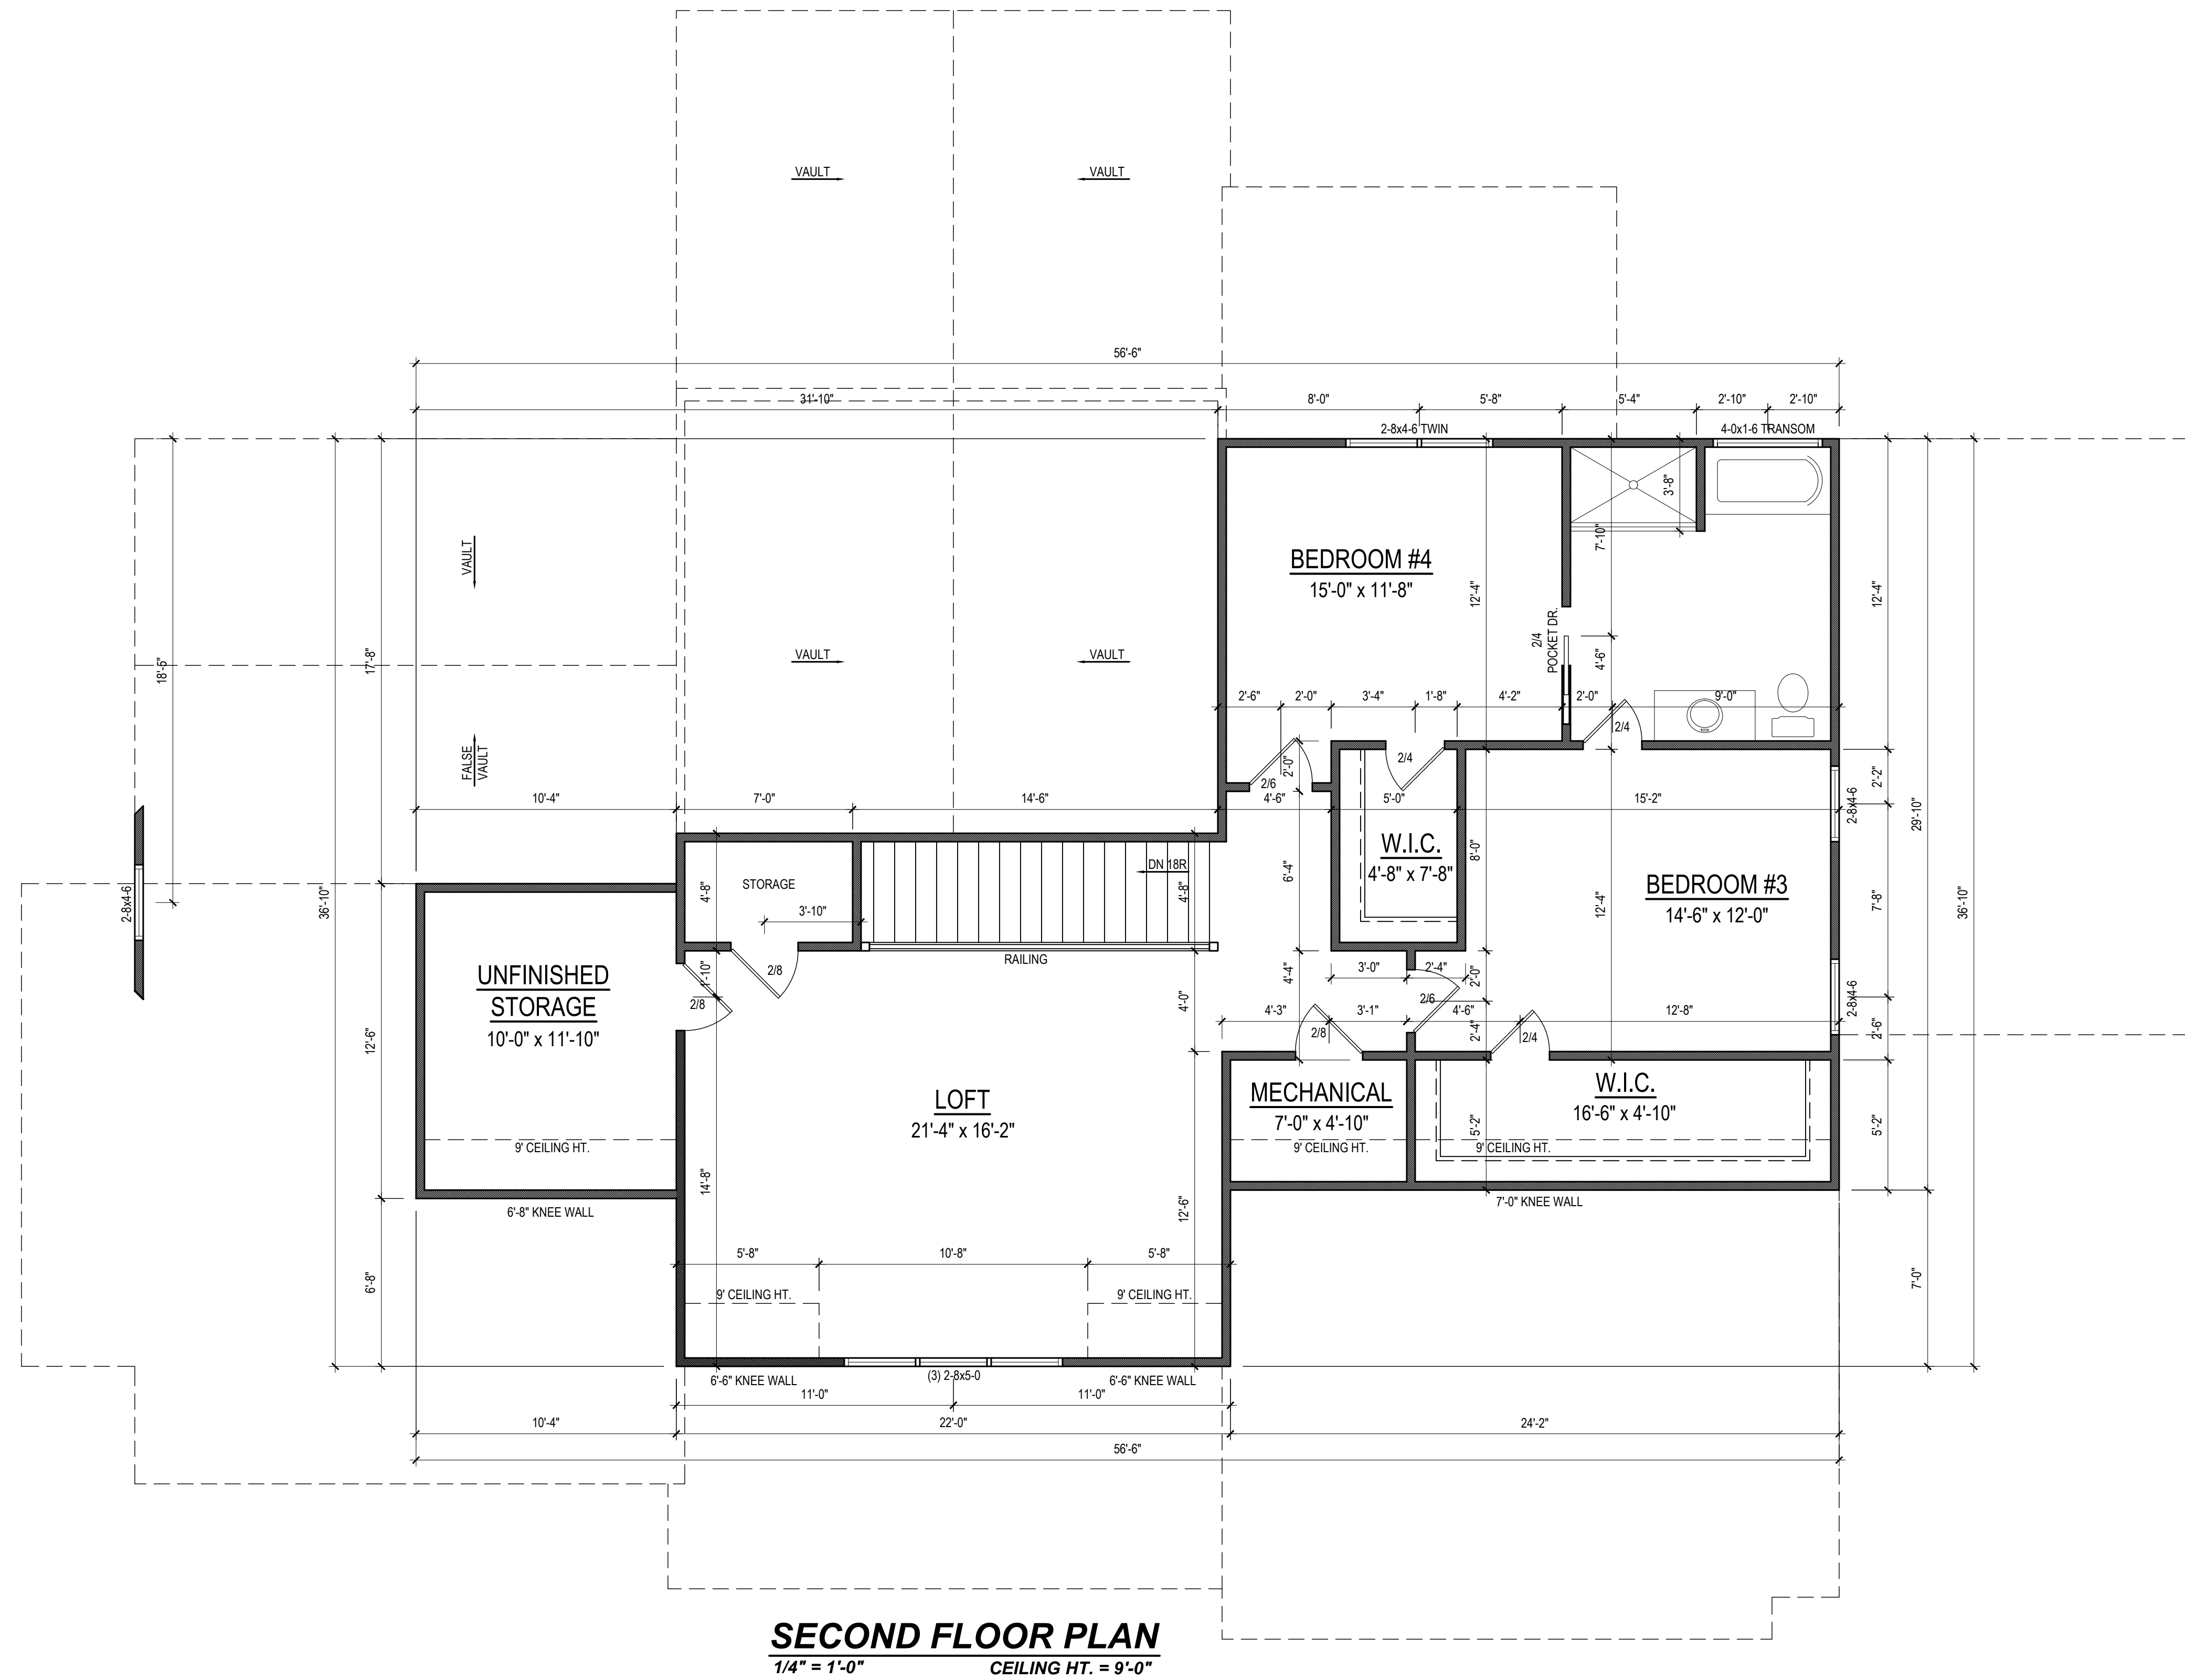 VAULT
VAULT
56'-6"
31'-10"
8'-0"
5'-8"
5'-4"
2'-10"
2'-10"
2-8x4-6 TWIN
4-0x1-6 TRANSOM
3'-8"
7'-10"
VAULT
BEDROOM #4
15'-0" x 11'-8"
12'-4"
12'-4"
2/4
POCKET DR.
4'-6"
18'-6"
17'-8"
VAULT
VAULT
2'-6"
2'-0"
3'-4"
1'-8"
4'-2"
2'-0"
9'-0"
2/4
FALSE
VAULT
2/6
2'-0"
2/4
2'-2"
10'-4"
7'-0"
14'-6"
4'-6"
5'-0"
15'-2"
2-8x4-6
29'-10"
W.I.C.
4'-8" x 7'-8"
8'-0"
DN 18R
6'-4"
STORAGE
4'-8"
4'-8"
BEDROOM #3
14'-6" x 12'-0"
12'-4"
7'-8"
36'-10"
2-8x4-6
36'-10"
3'-10"
RAILING
UNFINISHED
STORAGE
10'-0" x 11'-10"
1'-10"
2/8
2/8
4'-4"
3'-0"
2'-4"
2'-0"
2/6
4'-0"
4'-3"
3'-1"
4'-6"
12'-8"
2-8x4-6
2/8
2'-4"
2/4
2'-6"
12'-6"
LOFT
21'-4" x 16'-2"
MECHANICAL
7'-0" x 4'-10"
W.I.C.
16'-6" x 4'-10"
5'-2"
5'-2"
9' CEILING HT.
9' CEILING HT.
9' CEILING HT.
14'-8"
12'-6"
6'-8" KNEE WALL
7'-0" KNEE WALL
5'-8"
10'-8"
5'-8"
6'-8"
7'-0"
9' CEILING HT.
9' CEILING HT.
6'-6" KNEE WALL
(3) 2-8x5-0
6'-6" KNEE WALL
11'-0"
11'-0"
10'-4"
22'-0"
24'-2"
56'-6"
SECOND FLOOR PLAN
1/4" = 1'-0"
CEILING HT. = 9'-0"